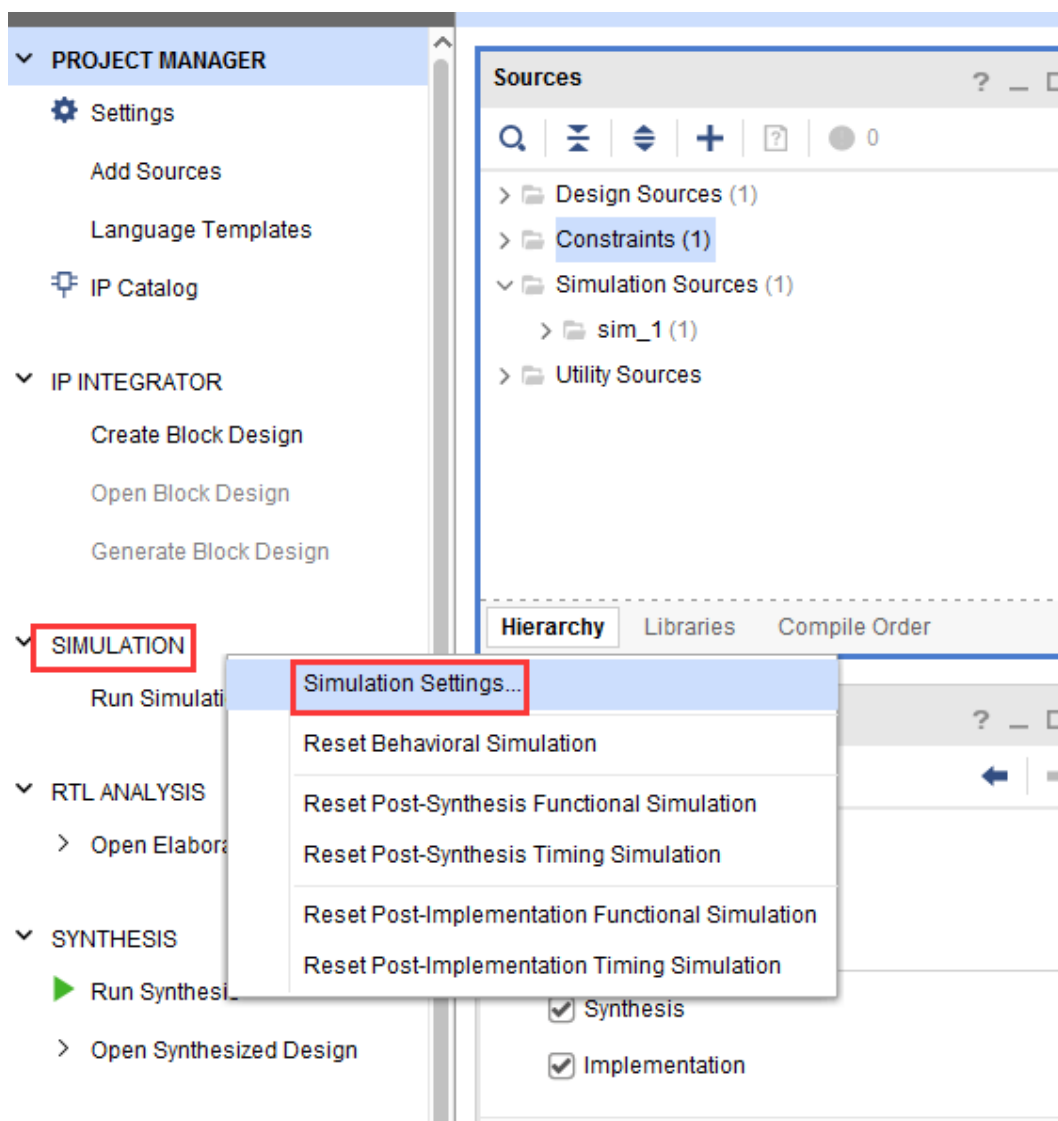 PROJECT MANAGER
Settings
Add Sources
Language Templates
IP Catalog
IP INTEGRATOR
Create Block Design
Open Block Design
Generate Block Design
SIMULATION
Run Simulati
RTL ANALYSIS
Open Elabora
SYNTHESIS
Run Synthesis
Open Synthesized Design
Sources
? _
0
Design Sources (1)
Constraints (1)
Simulation Sources (1)
sim_1 (1)
Utility Sources
Hierarchy Libraries Compile Order
Simulation Settings...
Reset Behavioral Simulation
Reset Post-Synthesis Functional Simulation
Reset Post-Synthesis Timing Simulation
Reset Post-Implementation Functional Simulation
Reset Post-Implementation Timing Simulation
? _
Synthesis
Implementation